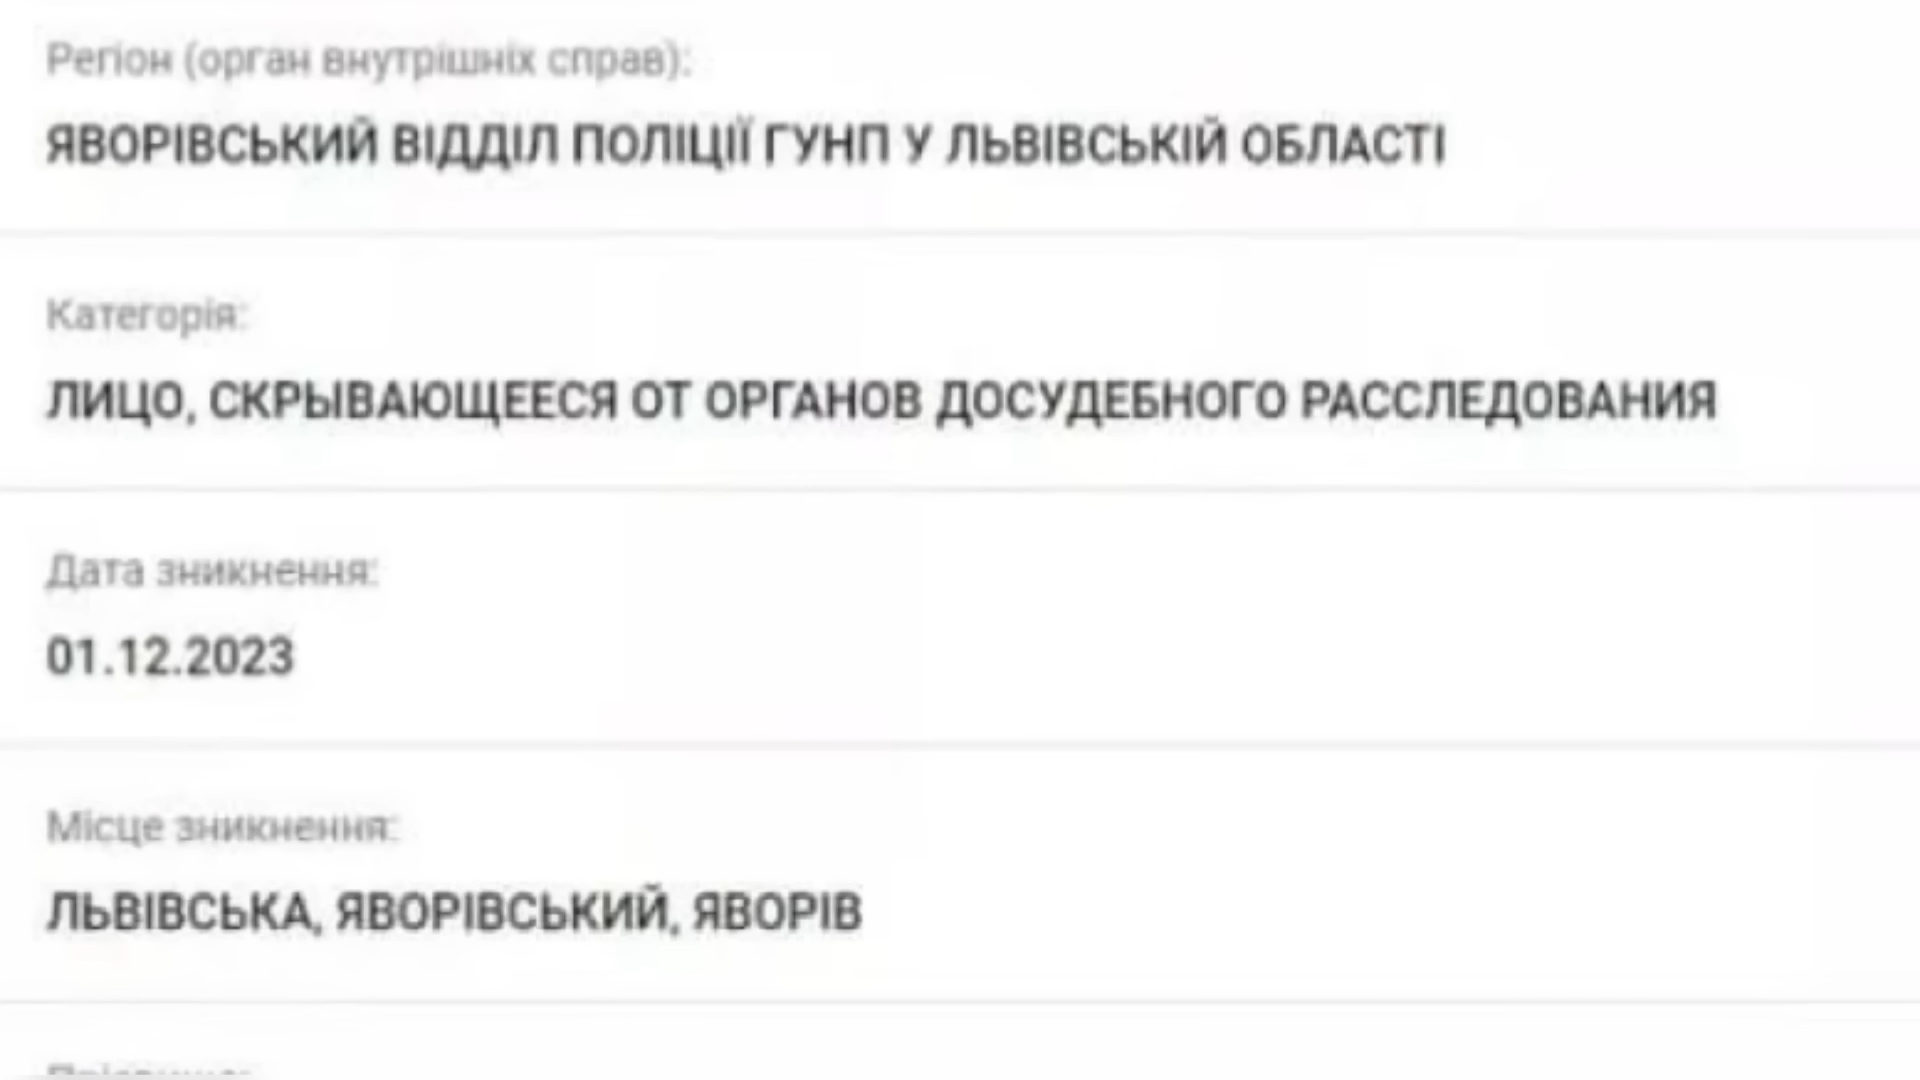 Регіон (орган внутрішніх справ):
ЯВОРІВСЬКИЙ ВІДДІЛ ПОЛІЦІЇ ГУНП У ЛЬВІВСЬКІЙ ОБЛАСТІ
Категорія:
ЛИЦО, СКРЫВАЮЩЕЕСЯ ОТ ОРГАНОВ ДОСУДЕБНОГО РАССЛЕДОВАНИЯ
Дата зникнення:
01.12.2023
Місце зникнення:
ЛЬВІВСЬКА, ЯВОРІВСЬКИЙ, ЯВОРІВ